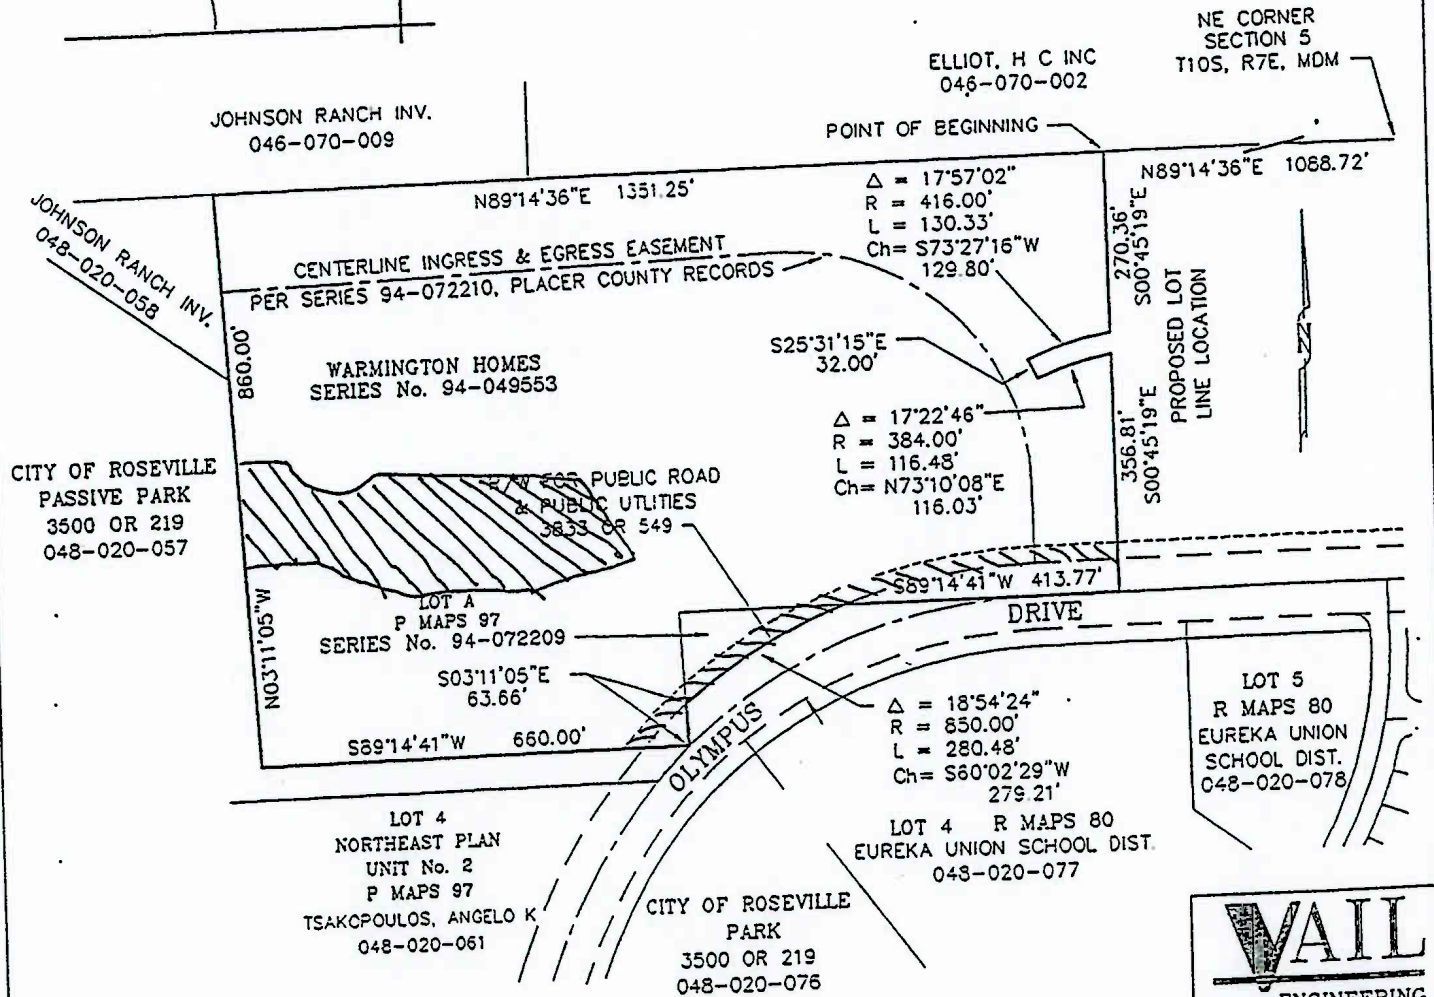 NE CORNER
SECTION 5
T10S, R7E, MDM
ELLIOT, H C INC
046-070-002
JOHNSON RANCH INV.
046-070-009
POINT OF BEGINNING
N89°14'36"E 1351.25'
N89°14'36"E 1088.72'
Δ = 17°57'02"
R = 416.00'
L = 130.33'
Ch= S73°27'16"W
129.80'
JOHNSON RANCH INV.
048-020-058
CENTERLINE INGRESS & EGRESS EASEMENT
PER SERIES 94-072210, PLACER COUNTY RECORDS
270.36'
S00°45'19"E
PROPOSED LOT
LINE LOCATION
N
860.00'
WARMINGTON HOMES
SERIES No. 94-049553
S25°31'15"E
32.00'
Δ = 17°22'46"
R = 384.00'
L = 116.48'
Ch= N73°10'08"E
116.03'
356.81'
S00°45'19"E
CITY OF ROSEVILLE
PASSIVE PARK
3500 OR 219
048-020-057
R/W FOR PUBLIC ROAD
& PUBLIC UTLITIES
3833 OR 549
S89°14'41"W 413.77'
DRIVE
LOT A
P MAPS 97
SERIES No. 94-072209
N03°11'05"W
S03°11'05"E
63.66'
S89°14'41"W 660.00'
OLYMPUS
Δ = 18°54'24"
R = 850.00'
L = 280.48'
Ch= S60°02'29"W
279.21'
LOT 5
R MAPS 80
EUREKA UNION
SCHOOL DIST.
048-020-078
LOT 4
NORTHEAST PLAN
UNIT No. 2
P MAPS 97
TSAKOPOULOS, ANGELO K
048-020-061
LOT 4 R MAPS 80
EUREKA UNION SCHOOL DIST.
048-020-077
CITY OF ROSEVILLE
PARK
3500 OR 219
048-020-076
VAIL
ENGINEERING